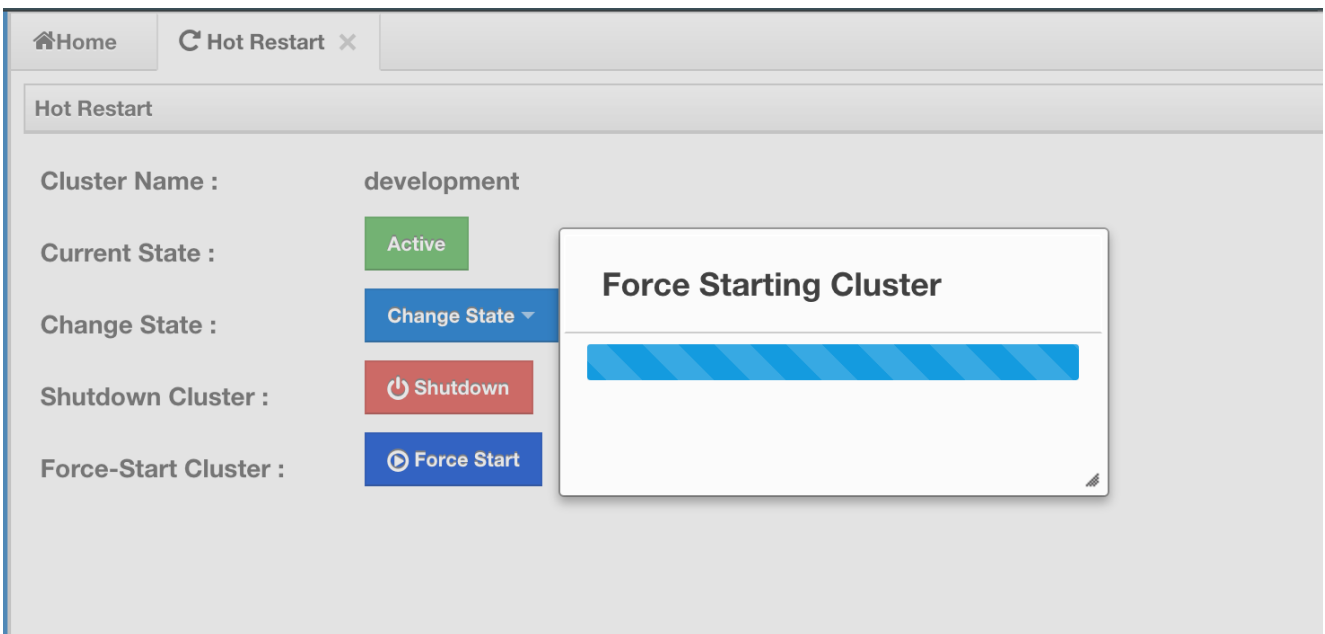 Home
Hot Restart
Hot Restart
Cluster Name : development
Current State : Active
Change State : Change State
Shutdown Cluster : Shutdown
Force-Start Cluster : Force Start
Force Starting Cluster